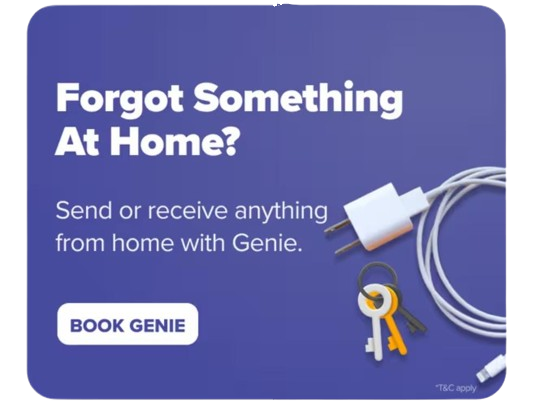 Forgot Something
At Home?
Send or receive anything
from home with Genie.
BOOK GENIE
*T&C apply